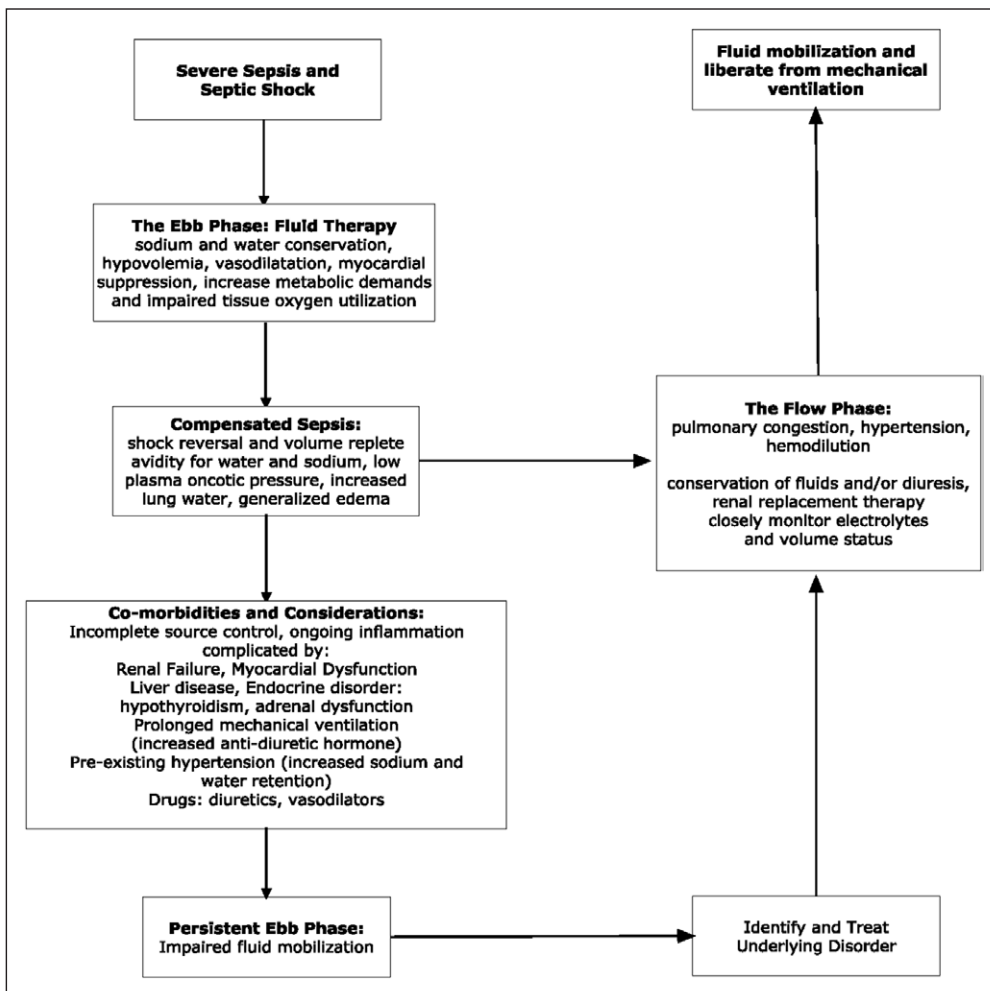 Severe Sepsis and
Septic Shock
The Ebb Phase: Fluid Therapy
sodium and water conservation,
hypovolemia, vasodilatation, myocardial
suppression, increase metabolic demands
and impaired tissue oxygen utilization
Compensated Sepsis:
shock reversal and volume replete
avidity for water and sodium, low
plasma oncotic pressure, increased
lung water, generalized edema
Co-morbidities and Considerations:
Incomplete source control, ongoing inflammation
complicated by:
Renal Failure, Myocardial Dysfunction
Liver disease, Endocrine disorder:
hypothyroidism, adrenal dysfunction
Prolonged mechanical ventilation
(increased anti-diuretic hormone)
Pre-existing hypertension (increased sodium and
water retention)
Drugs: diuretics, vasodilators
Persistent Ebb Phase:
Impaired fluid mobilization
Identify and Treat
Underlying Disorder
The Flow Phase:
pulmonary congestion, hypertension,
hemodilution
conservation of fluids and/or diuresis,
renal replacement therapy
closely monitor electrolytes
and volume status
Fluid mobilization and
liberate from mechanical
ventilation